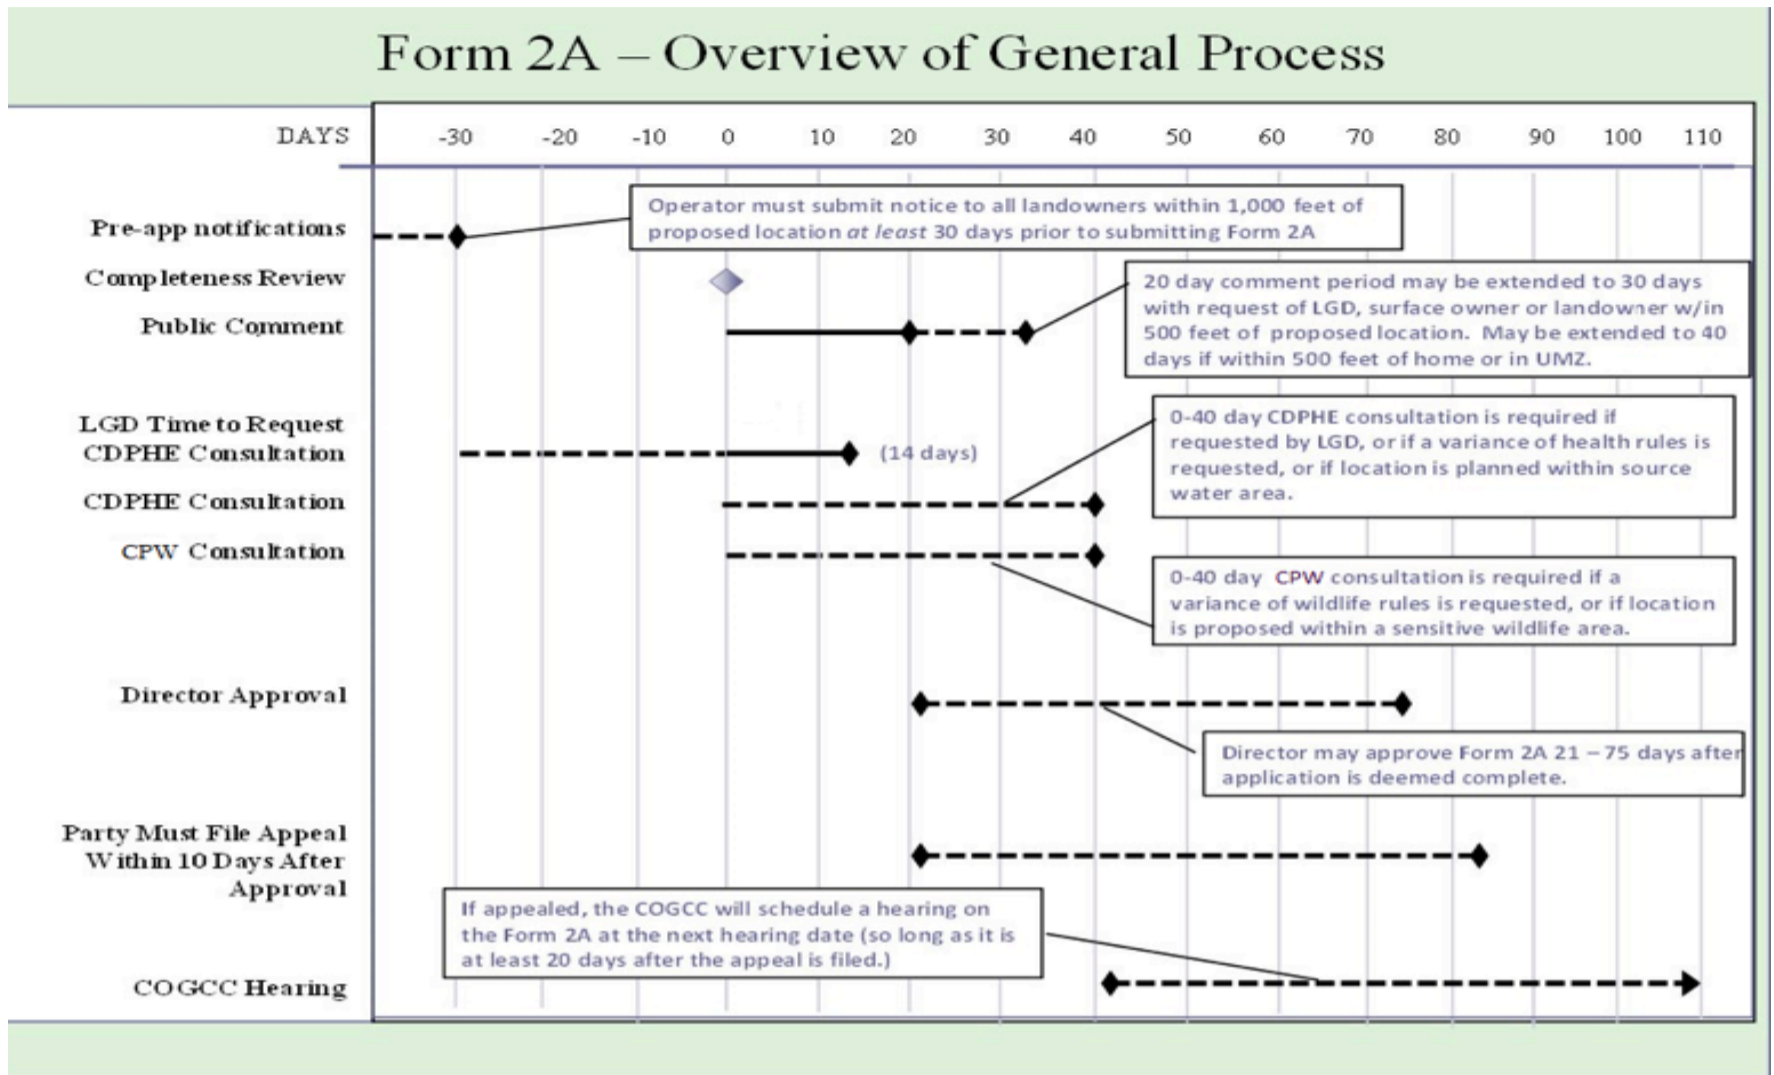 Form 2A – Overview of General Process
DAYS -30 -20 -10 0 10 20 30 40 50 60 70 80 90 100 110
Pre-app notifications
Operator must submit notice to all landowners within 1,000 feet of
proposed location at least 30 days prior to submitting Form 2A
Completeness Review
Public Comment
20 day comment period may be extended to 30 days
with request of LGD, surface owner or landowner w/in
500 feet of proposed location. May be extended to 40
days if within 500 feet of home or in UMZ.
LGD Time to Request
CDPHE Consultation
(14 days)
0-40 day CDPHE consultation is required if
requested by LGD, or if a variance of health rules is
requested, or if location is planned within source
water area.
CDPHE Consultation
CPW Consultation
0-40 day CPW consultation is required if a
variance of wildlife rules is requested, or if location
is proposed within a sensitive wildlife area.
Director Approval
Director may approve Form 2A 21 – 75 days after
application is deemed complete.
Party Must File Appeal
Within 10 Days After
Approval
If appealed, the COGCC will schedule a hearing on
the Form 2A at the next hearing date (so long as it is
at least 20 days after the appeal is filed.)
COGCC Hearing